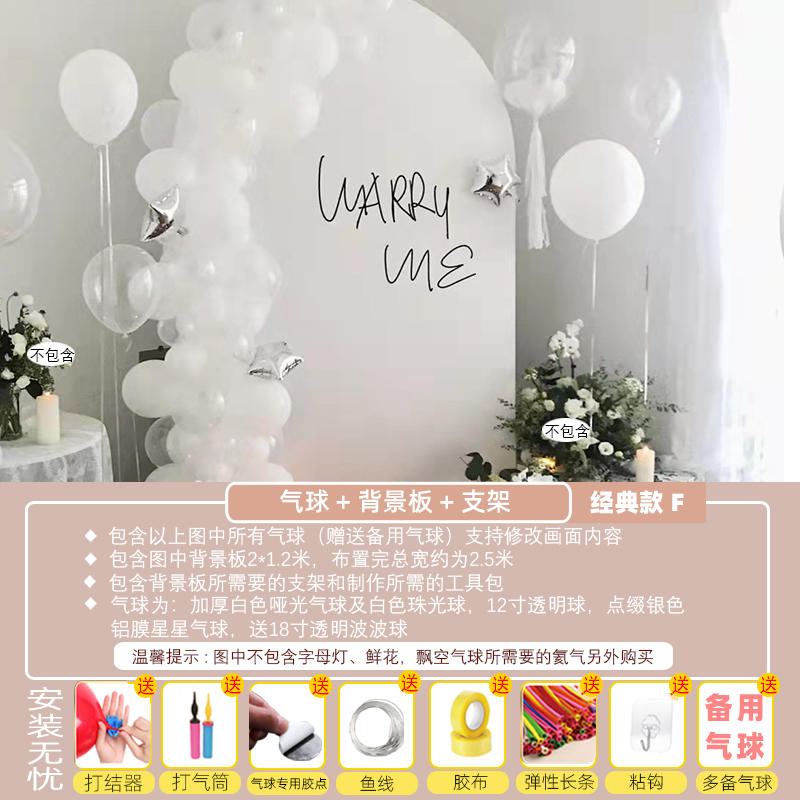 MARRY
ME
不包含
不包含
气球 + 背景板 + 支架
经典款 F
◆ 包含以上图中所有气球（赠送备用气球）支持修改画面内容
◆ 包含图中背景板2*1.2米，布置完总宽约为2.5米
◆ 包含背景板所需要的支架和制作所需的工具包
◆ 气球为：加厚白色哑光气球及白色珠光球，12寸透明球，点缀银色
铝膜星星气球，送18寸透明波波球
温馨提示 : 图中不包含字母灯、鲜花，飘空气球所需要的氦气另外购买
安装无忧
送
送
送
送
送
送
送
送
备用
气球
打结器
打气筒
气球专用胶点
鱼线
胶布
弹性长条
粘钩
多备气球